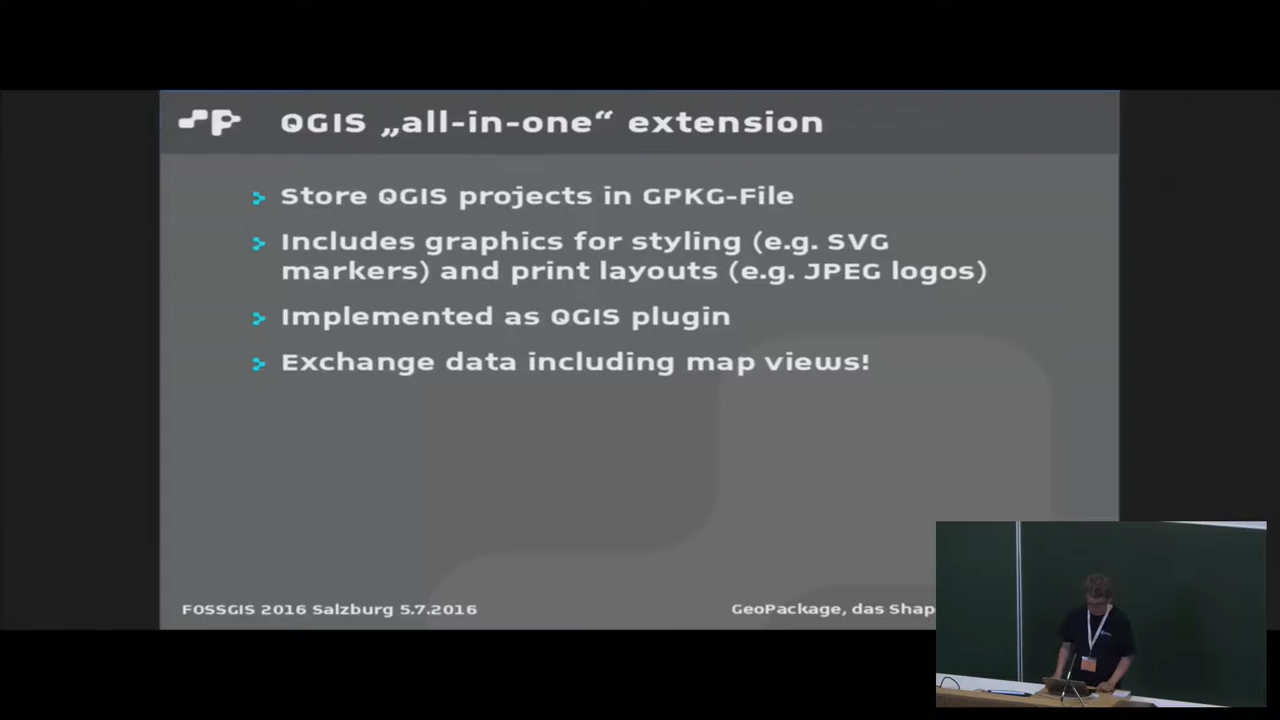 QGIS „all-in-one“ extension
Store QGIS projects in GPKG-File
Includes graphics for styling (e.g. SVG
markers) and print layouts (e.g. JPEG logos)
Implemented as QGIS plugin
Exchange data including map views!
FOSSGIS 2016 Salzburg 5.7.2016
GeoPackage, das Shap